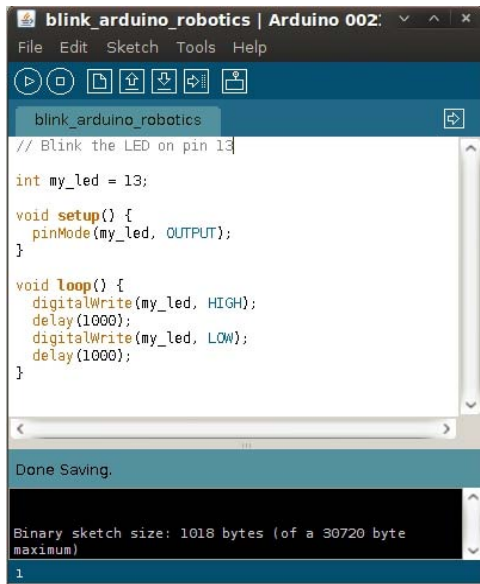 blink_arduino_robotics | Arduino 002
File Edit Sketch Tools Help
blink_arduino_robotics
// Blink the LED on pin 13
int my_led = 13;
void setup() {
  pinMode(my_led, OUTPUT);
}
void loop() {
  digitalWrite(my_led, HIGH);
  delay(1000);
  digitalWrite(my_led, LOW);
  delay(1000);
}
Done Saving.
Binary sketch size: 1018 bytes (of a 30720 byte
maximum)
1